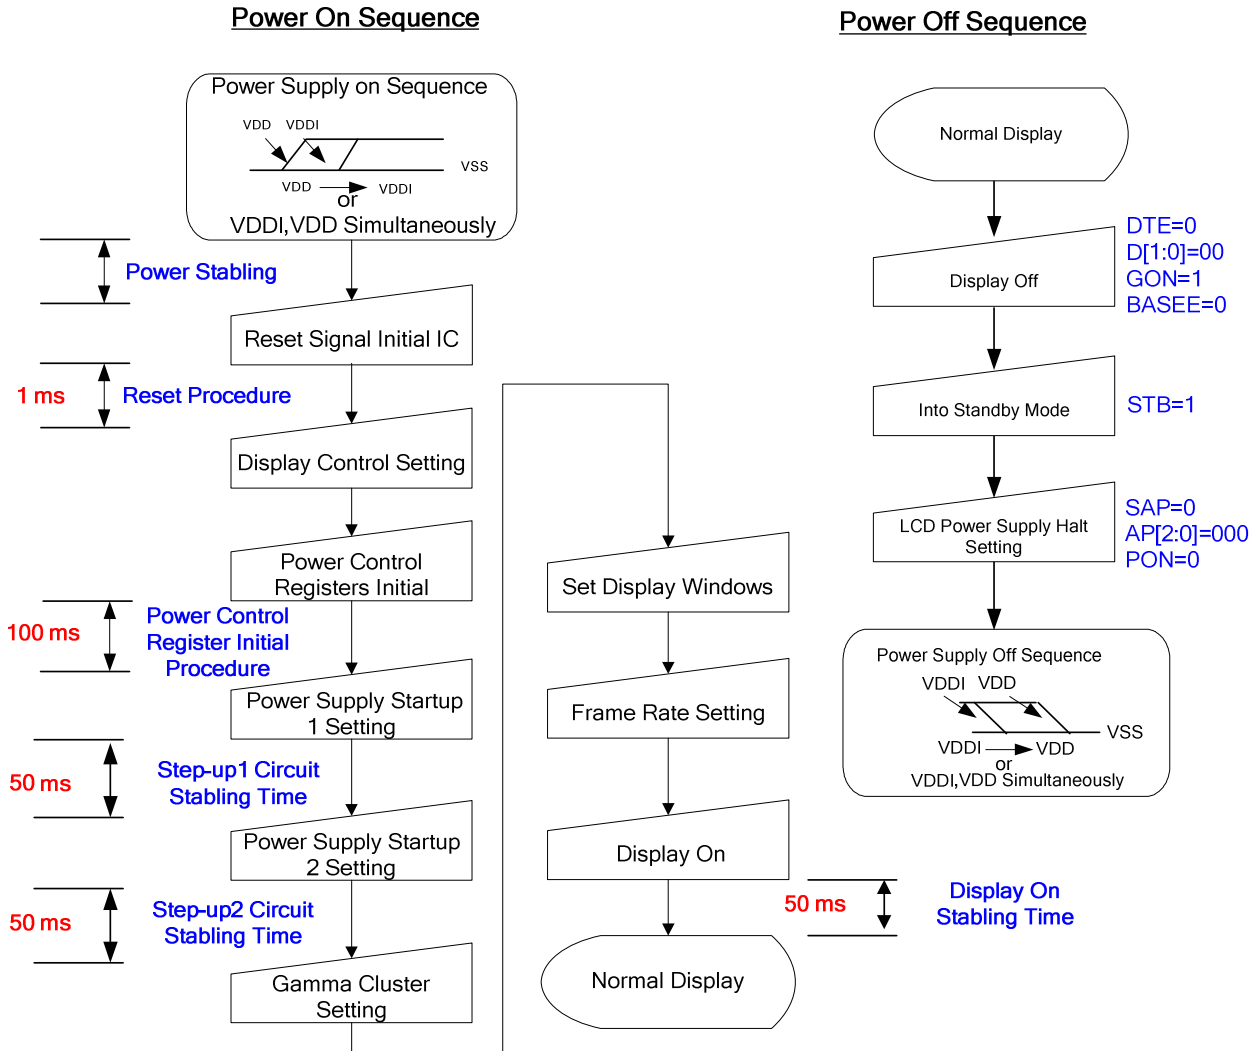 Power On Sequence
Power Supply on Sequence
VDD VDDI
VSS
VDD VDDI
or
VDDI,VDD Simultaneously
Power Stabling
Reset Signal Initial IC
1 ms
Reset Procedure
Display Control Setting
Power Control
Registers Initial
100 ms
Power Control
Register Initial
Procedure
Power Supply Startup
1 Setting
50 ms
Step-up1 Circuit
Stabling Time
Power Supply Startup
2 Setting
50 ms
Step-up2 Circuit
Stabling Time
Gamma Cluster
Setting
Set Display Windows
Frame Rate Setting
Display On
50 ms
Display On
Stabling Time
Normal Display
Power Off Sequence
Normal Display
Display Off
DTE=0
D[1:0]=00
GON=1
BASEE=0
Into Standby Mode
STB=1
LCD Power Supply Halt
Setting
SAP=0
AP[2:0]=000
PON=0
Power Supply Off Sequence
VDDI VDD
VSS
VDDI VDD
or
VDDI,VDD Simultaneously